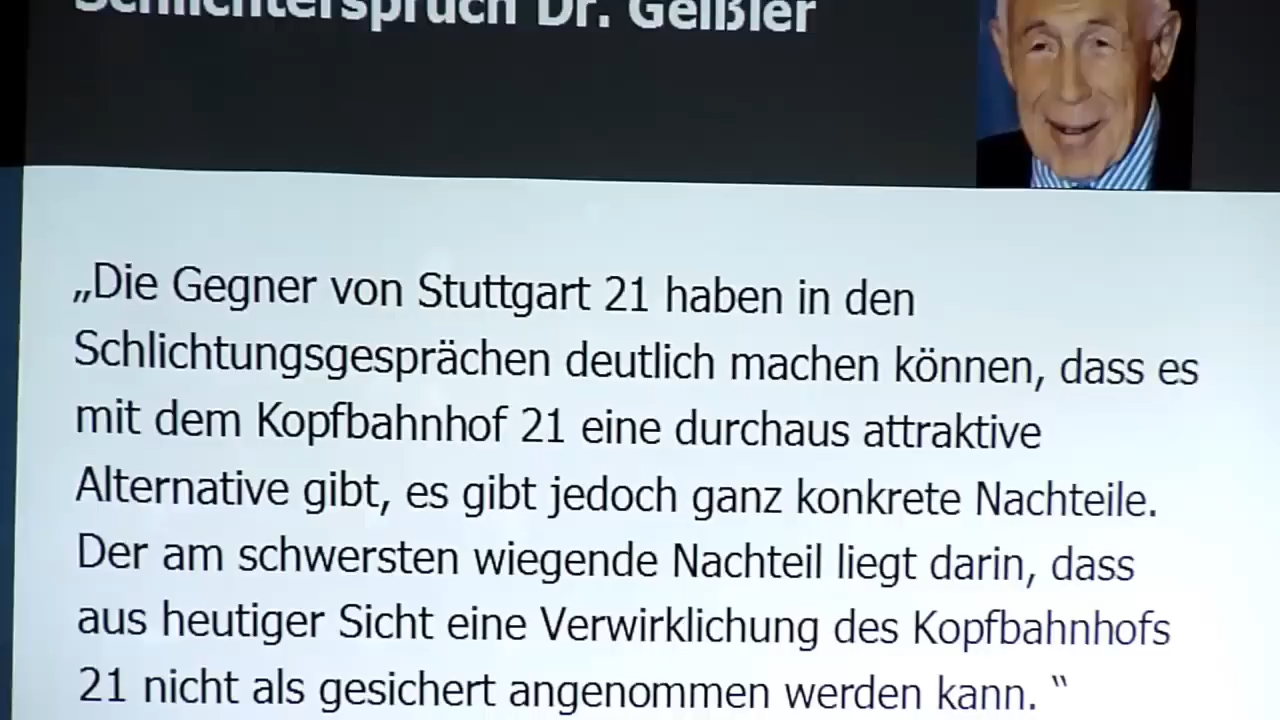 Schlichterspruch Dr. Geißler
„Die Gegner von Stuttgart 21 haben in den
Schlichtungsgesprächen deutlich machen können, dass es
mit dem Kopfbahnhof 21 eine durchaus attraktive
Alternative gibt, es gibt jedoch ganz konkrete Nachteile.
Der am schwersten wiegende Nachteil liegt darin, dass
aus heutiger Sicht eine Verwirklichung des Kopfbahnhofs
21 nicht als gesichert angenommen werden kann. “